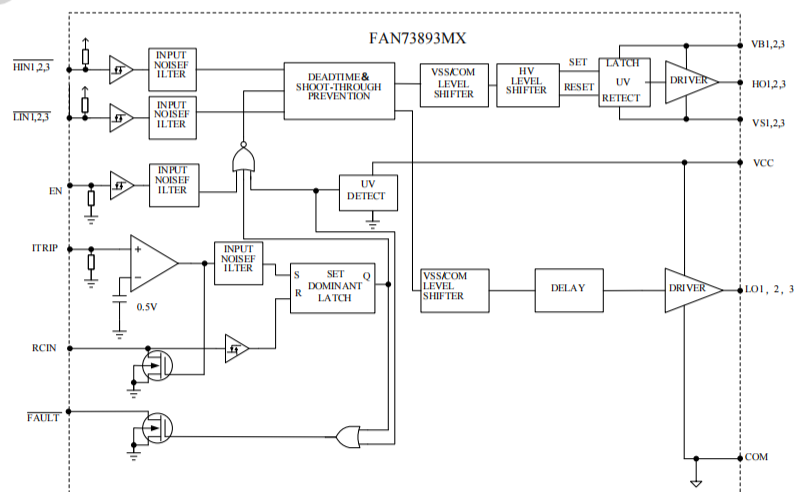 FAN73893MX
HIN1,2,3
INPUT
NOISEF
ILTER
LIN1,2,3
INPUT
NOISEF
ILTER
DEADTIME&
SHOOT-THROUGH
PREVENTION
VSS/COM
LEVEL
SHIFTER
HV
LEVEL
SHIFTER
SET
RESET
LATCH
UV
RETECT
DRIVER
VB1,2,3
HO1,2,3
VS1,2,3
EN
INPUT
NOISEF
ILTER
UV
DETECT
VCC
ITRIP
+
−
0.5V
INPUT
NOISEF
ILTER
S
R
SET
DOMINANT
LATCH
Q
VSS/COM
LEVEL
SHIFTER
DELAY
DRIVER
LO1, 2, 3
RCIN
FAULT
COM